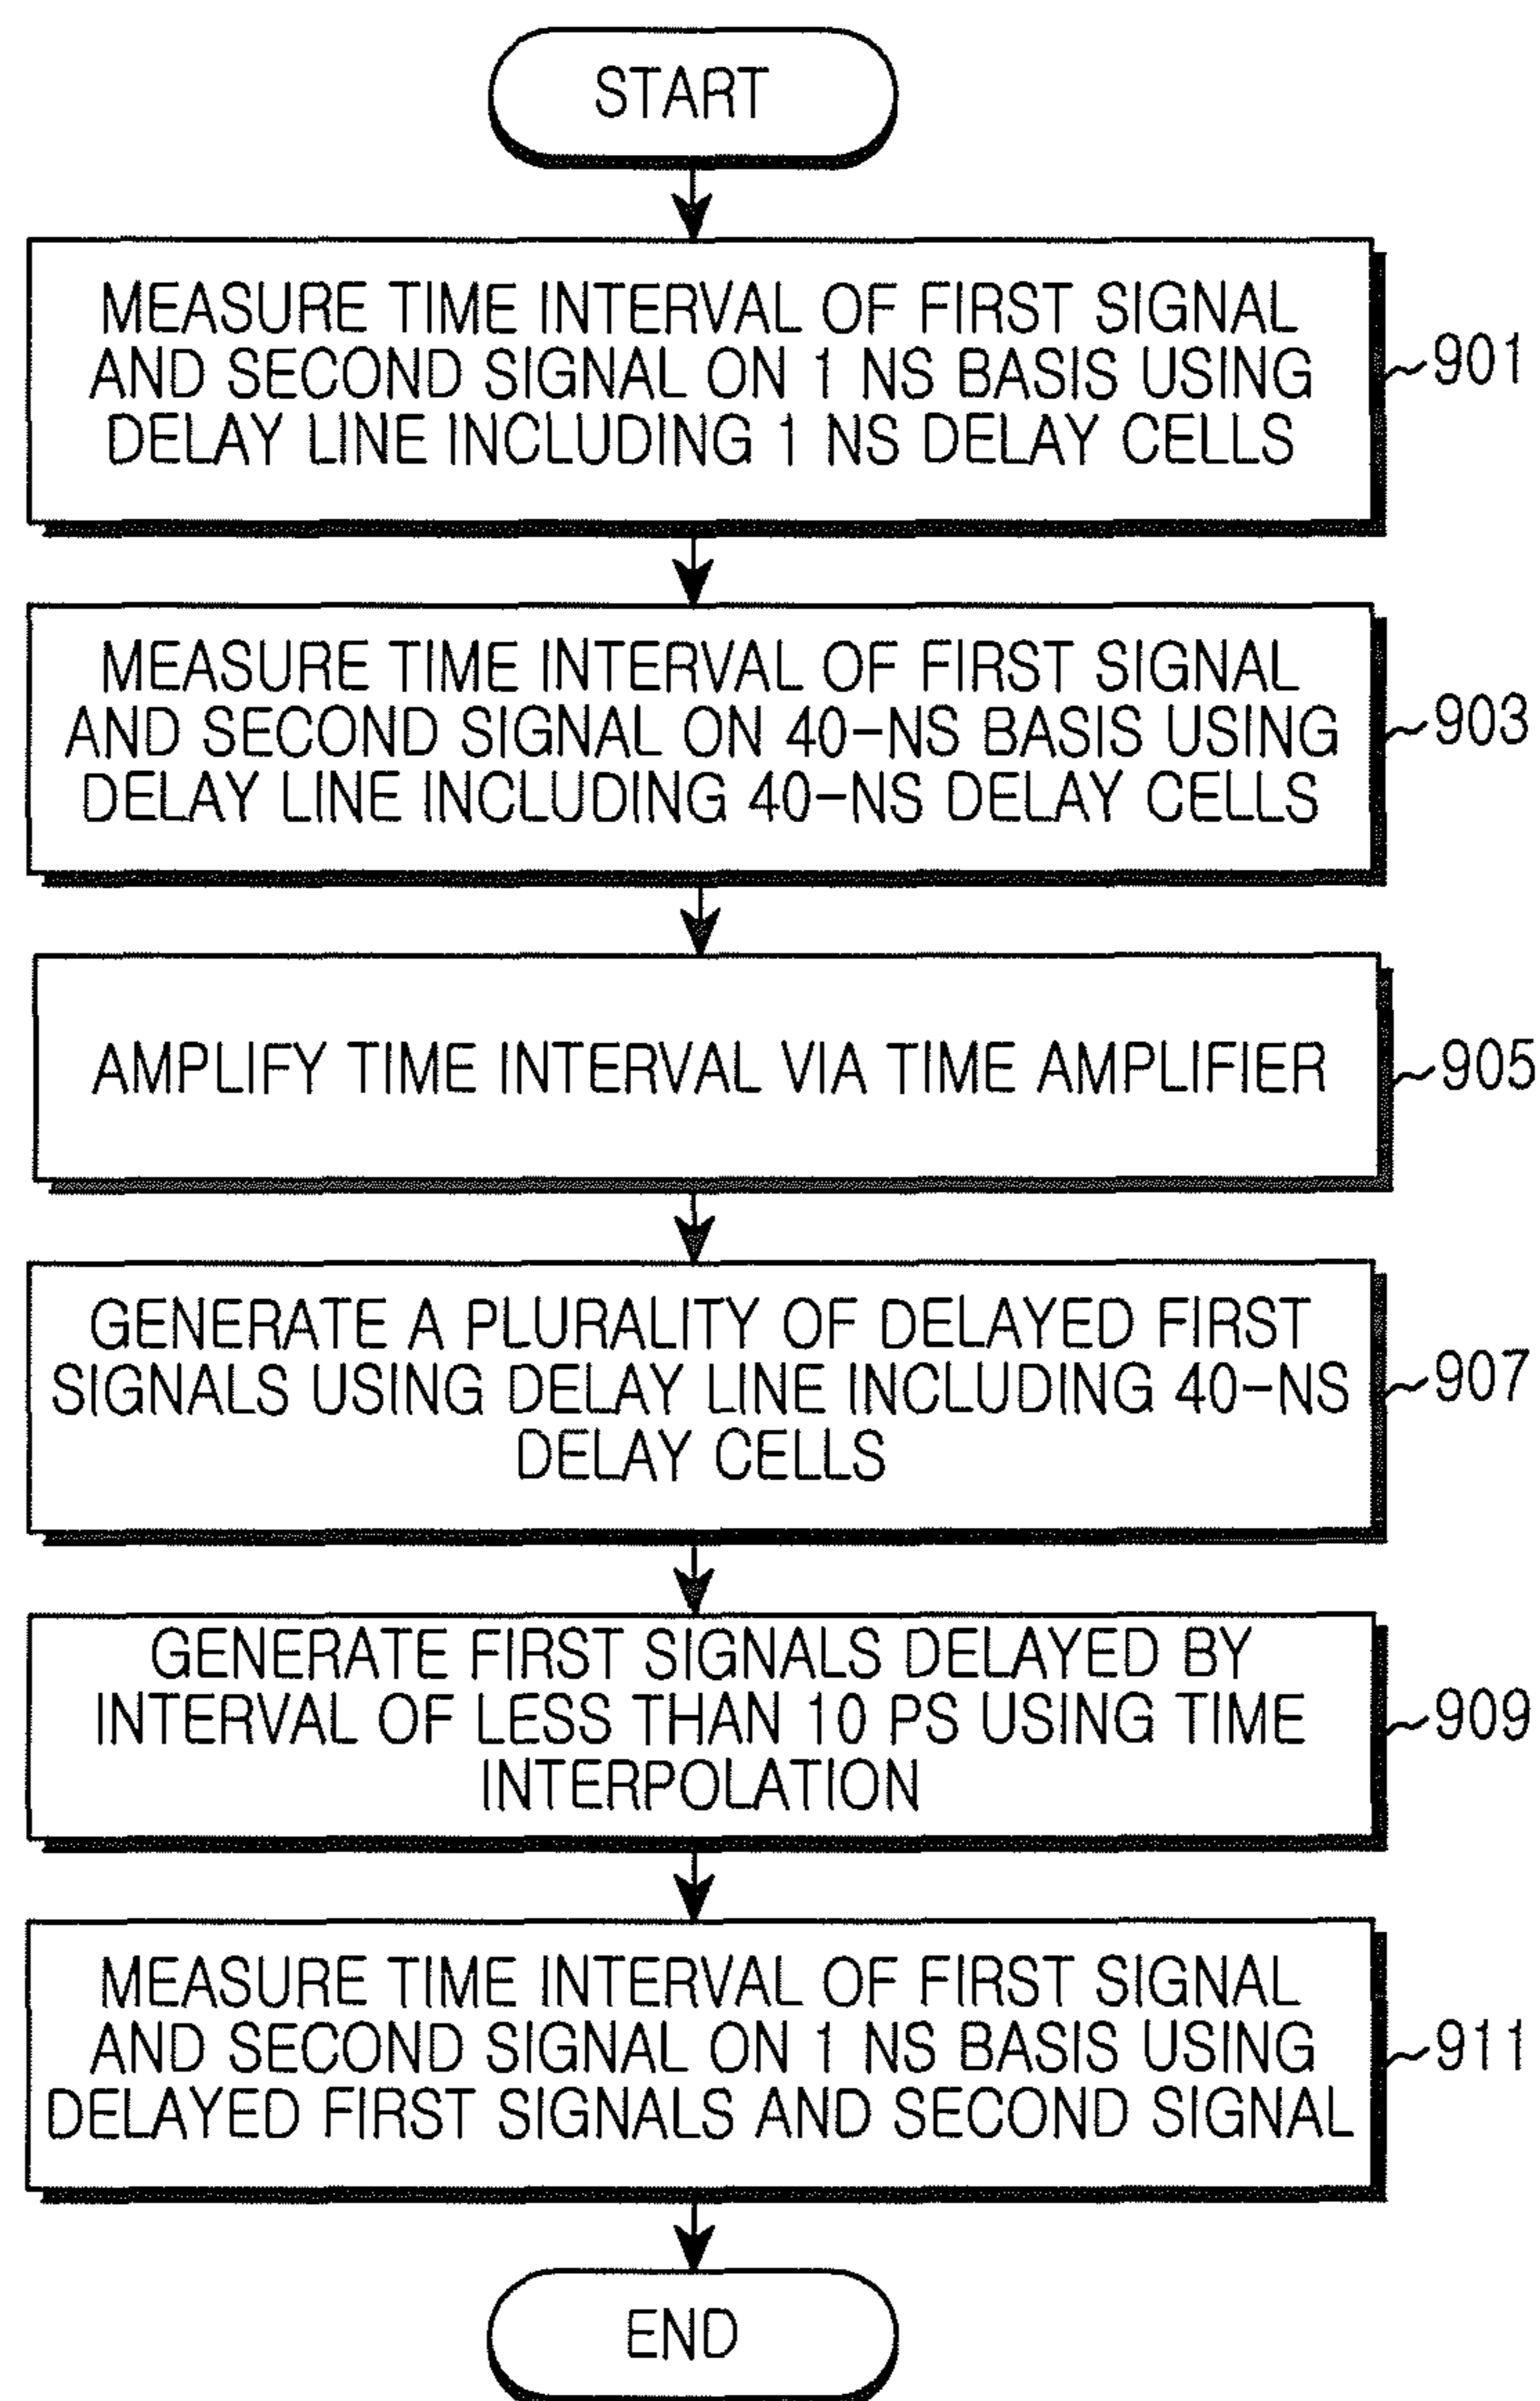 START
MEASURE TIME INTERVAL OF FIRST SIGNAL
AND SECOND SIGNAL ON 1 NS BASIS USING
DELAY LINE INCLUDING 1 NS DELAY CELLS
901
MEASURE TIME INTERVAL OF FIRST SIGNAL
AND SECOND SIGNAL ON 40-NS BASIS USING
DELAY LINE INCLUDING 40-NS DELAY CELLS
903
AMPLIFY TIME INTERVAL VIA TIME AMPLIFIER
905
GENERATE A PLURALITY OF DELAYED FIRST
SIGNALS USING DELAY LINE INCLUDING 40-NS
DELAY CELLS
907
GENERATE FIRST SIGNALS DELAYED BY
INTERVAL OF LESS THAN 10 PS USING TIME
INTERPOLATION
909
MEASURE TIME INTERVAL OF FIRST SIGNAL
AND SECOND SIGNAL ON 1 NS BASIS USING
DELAYED FIRST SIGNALS AND SECOND SIGNAL
911
END